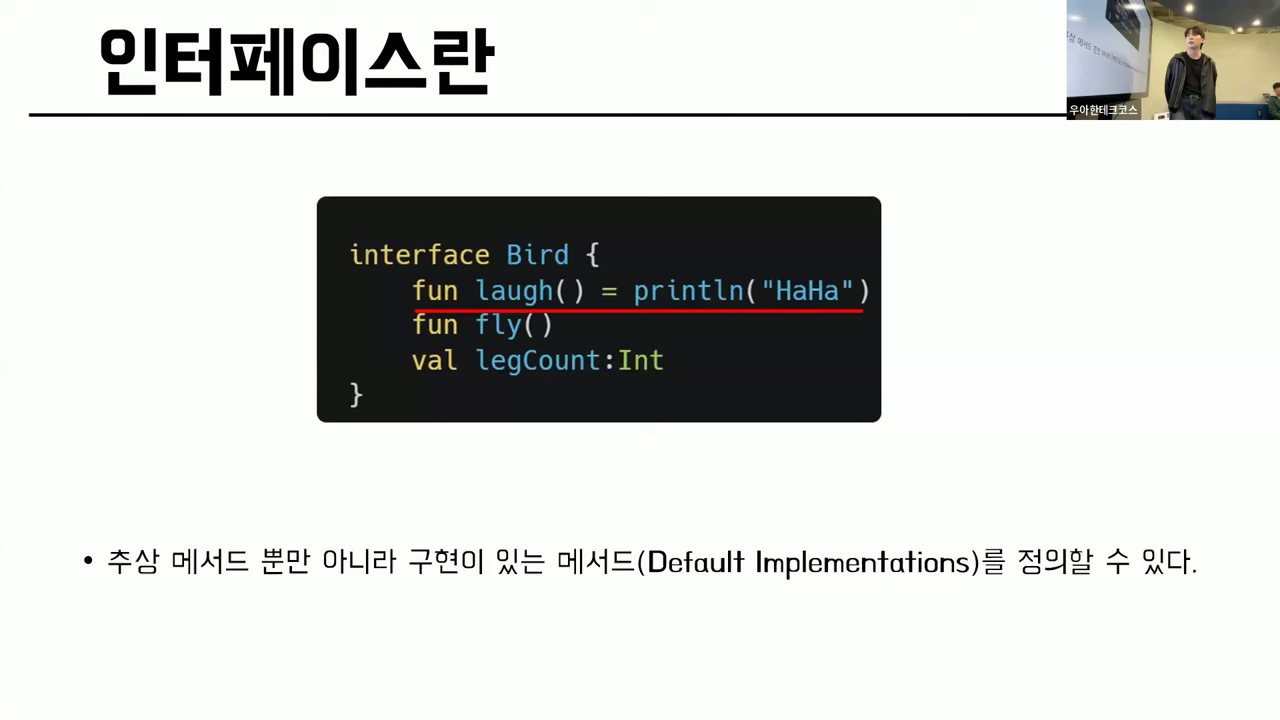 인터페이스란
우아한테크코스
interface Bird {
    fun laugh() = println("HaHa")
    fun fly()
    val legCount:Int
}
• 추상 메서드 뿐만 아니라 구현이 있는 메서드(Default Implementations)를 정의할 수 있다.